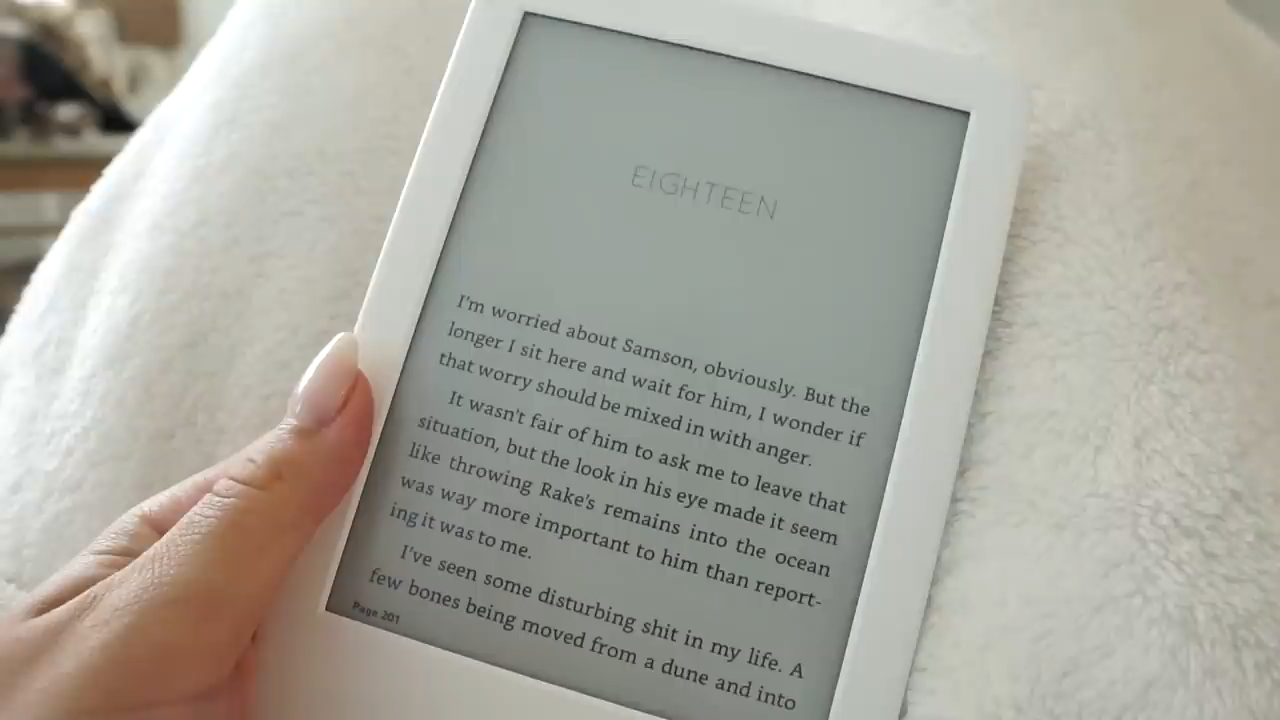 EIGHTEEN
I'm worried about Samson, obviously. But the
longer I sit here and wait for him, I wonder if
that worry should be mixed in with anger.
It wasn't fair of him to ask me to leave that
situation, but the look in his eye made it seem
like throwing Rake's remains into the ocean
was way more important to him than report-
ing it was to me.
I've seen some disturbing shit in my life. A
few bones being moved from a dune and into
Page 201